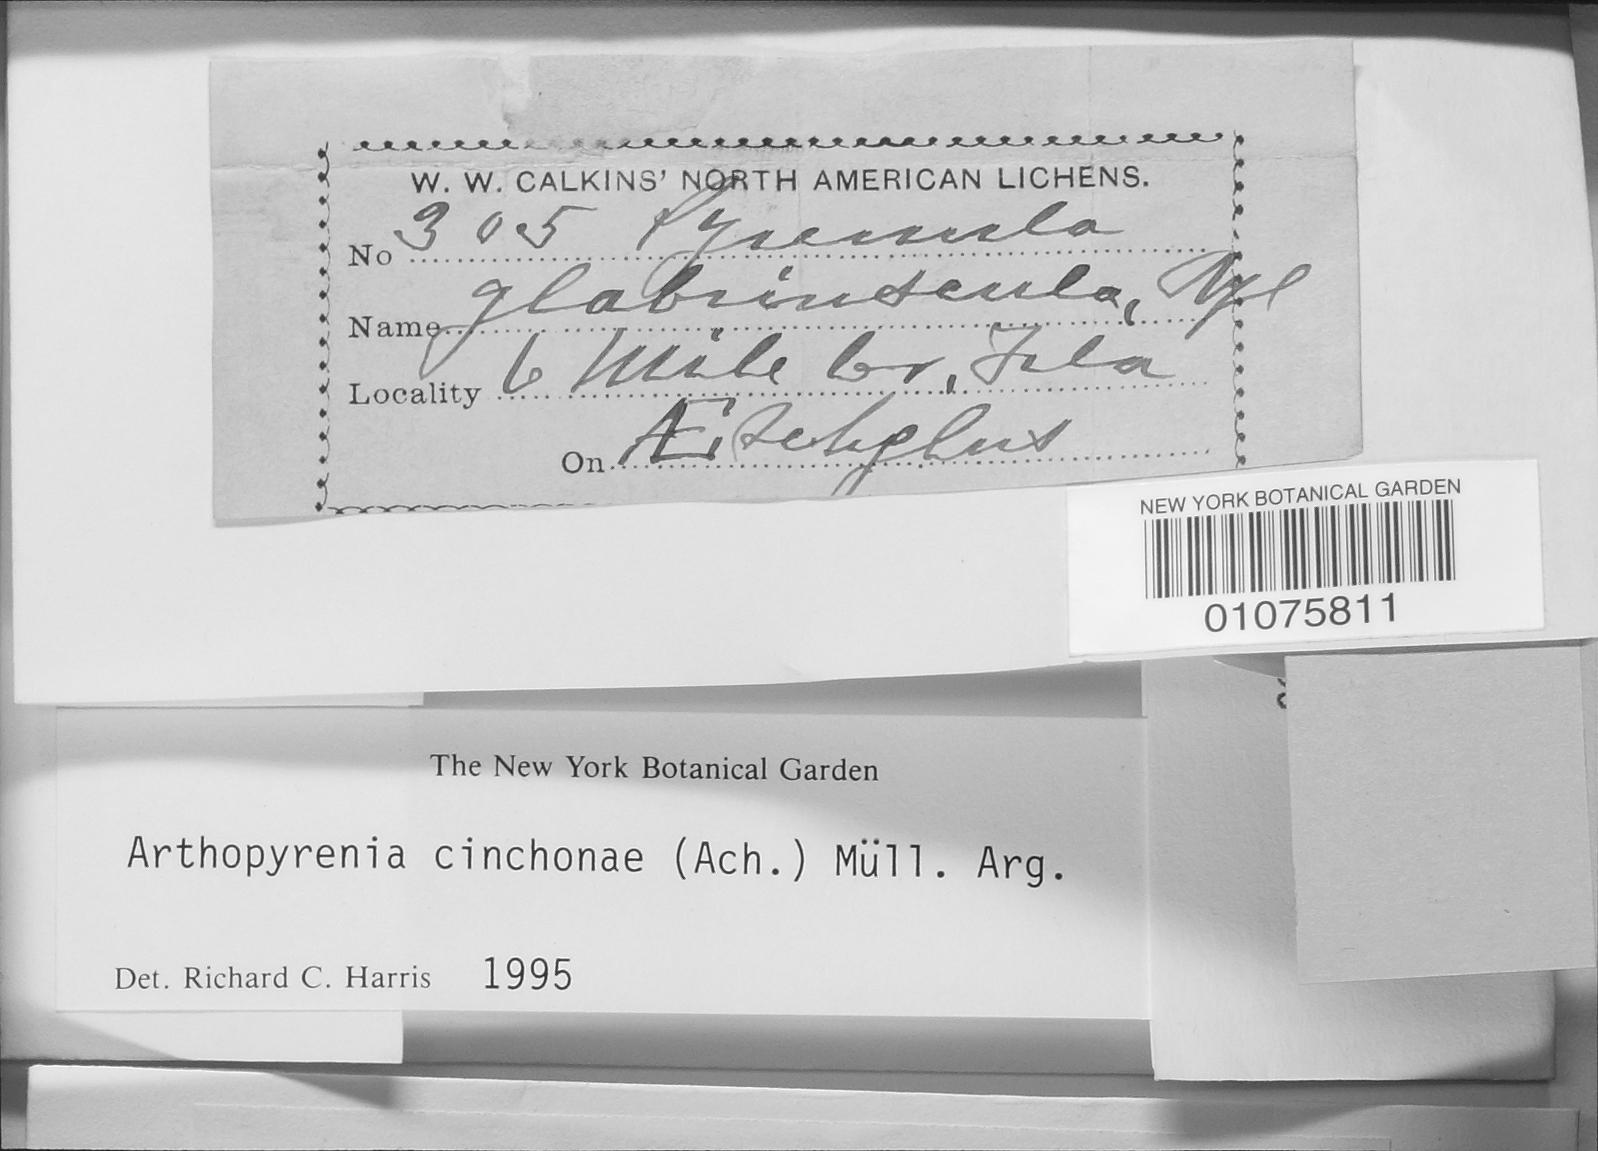 W. W. CALKINS' NORTH AMERICAN LICHENS.
No 305 Pyrenula
Name glabriuscula, Nyl
Locality 6 Mile Cr, Fla
On
NEW YORK BOTANICAL GARDEN
01075811
The New York Botanical Garden
Arthopyrenia cinchonae (Ach.) Müll. Arg.
Det. Richard C. Harris 1995